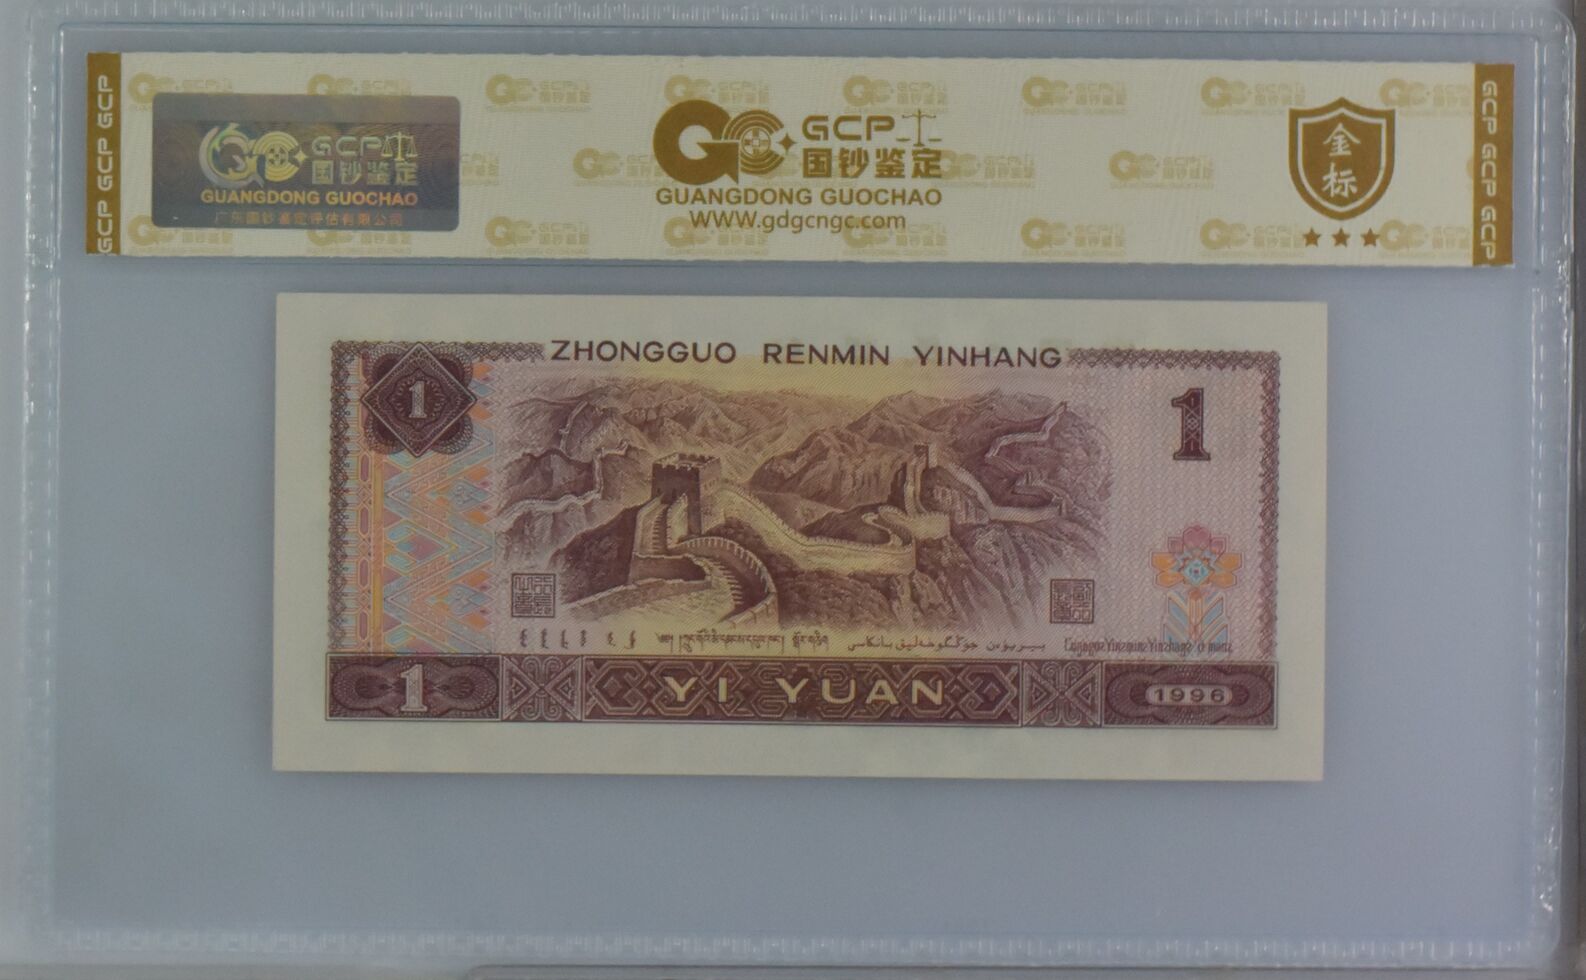 GCP GCP GCP
GCP
国钞鉴定
GUANGDONG GUOCHAO
广东国钞鉴定评估有限公司
GCP
国钞鉴定
GUANGDONG GUOCHAO
WWW.gdgcngc.com
金标
GCP GCP GCP
ZHONGGUO RENMIN YINHANG
1
1
1
YI YUAN
1996